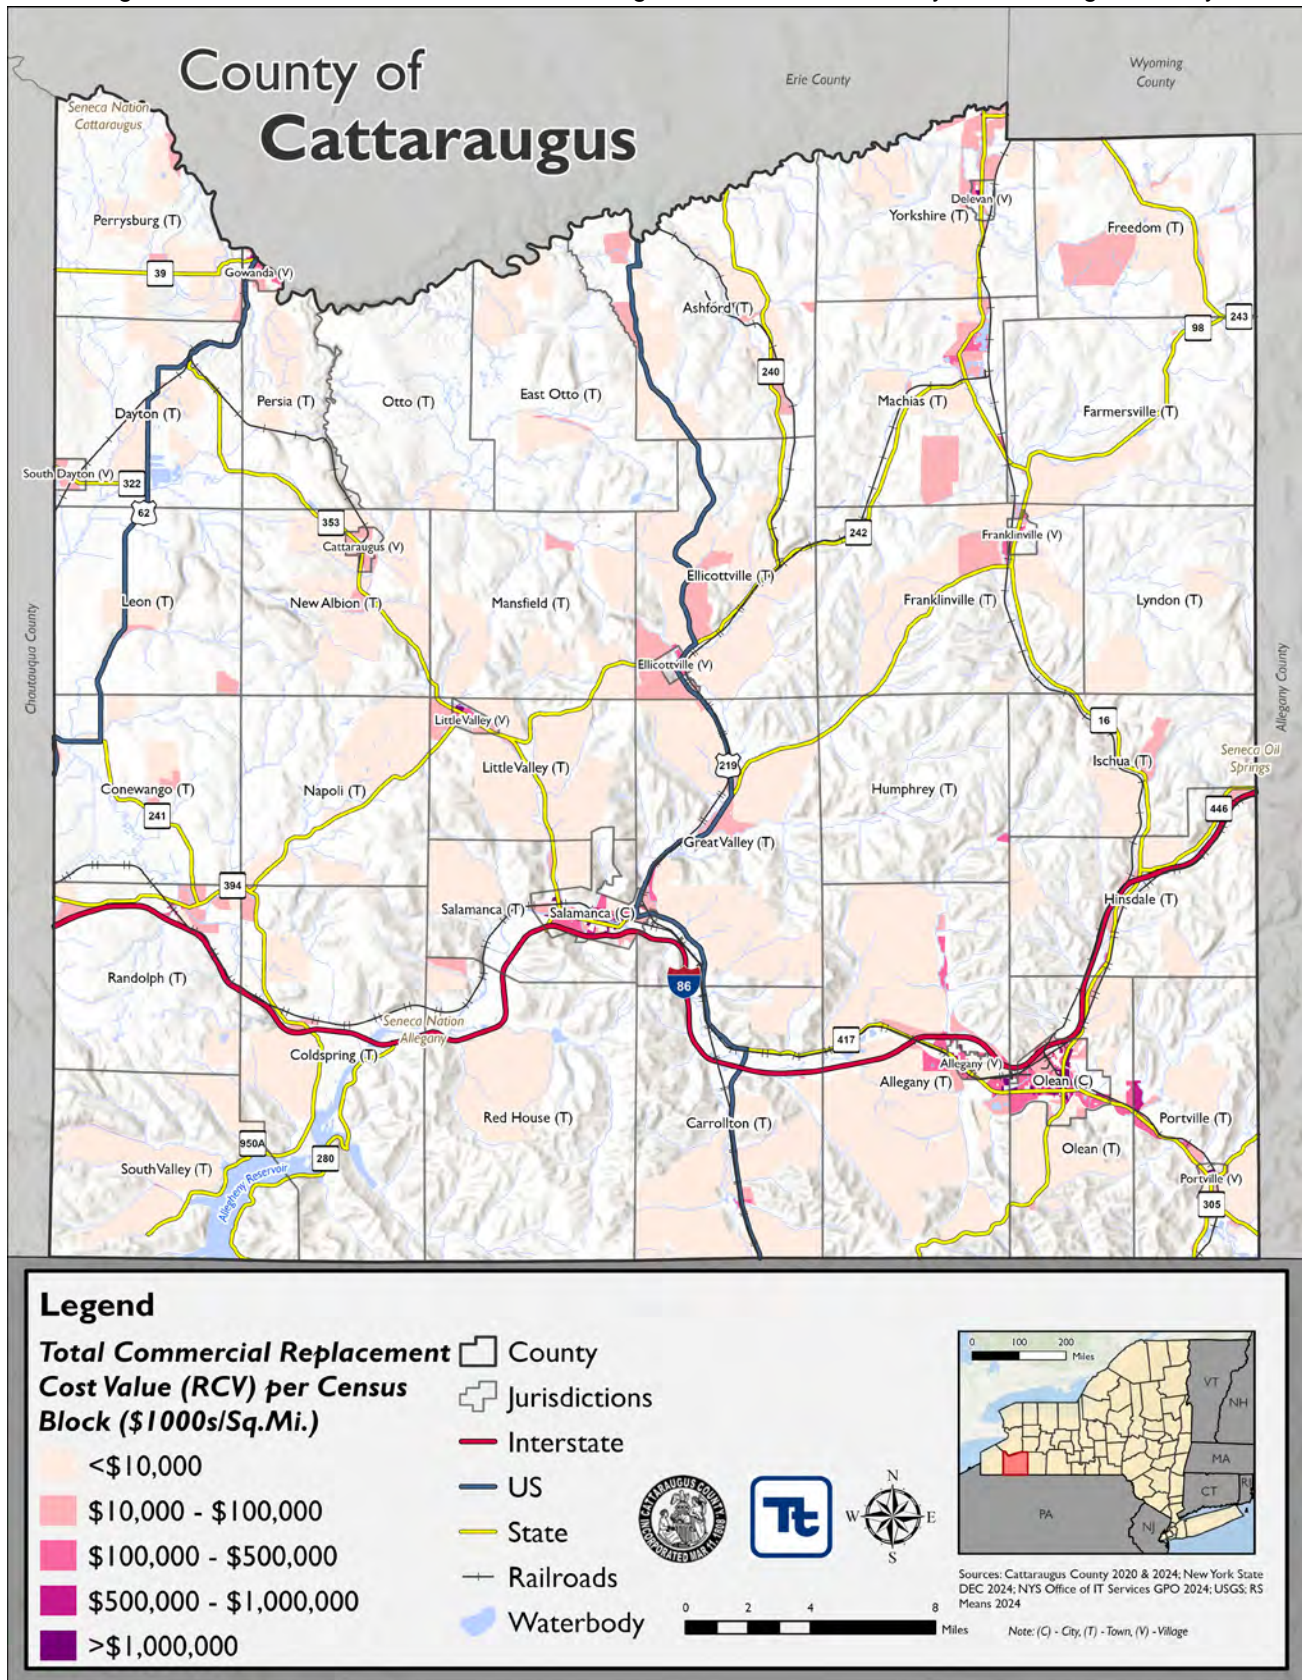 County of
Cattaraugus
Erie County
Wyoming
County
Seneca Nation
Cattaraugus
Perrysburg (T)
39
Gowanda (V)
Delevan (V)
Yorkshire (T)
Freedom (T)
Ashford (T)
98
243
240
Dayton (T)
Persia (T)
Otto (T)
East Otto (T)
Machias (T)
Farmersville (T)
South Dayton (V)
322
62
353
Cattaraugus (V)
242
Franklinville (V)
Leon (T)
New Albion (T)
Mansfield (T)
Ellicottville (T)
Franklinville (T)
Lyndon (T)
Chautauqua County
Allegany County
Ellicottville (V)
Little Valley (V)
16
Little Valley (T)
219
Ischua (T)
Seneca Oil
Springs
Conewango (T)
Napoli (T)
Humphrey (T)
241
446
Great Valley (T)
394
Salamanca (T)
Salamanca (C)
Hinsdale (T)
Randolph (T)
86
Seneca Nation
Allegany
Coldspring (T)
417
Allegany (V)
Allegany (T)
Olean (C)
Red House (T)
Carrollton (T)
Portville (T)
950A
280
Olean (T)
South Valley (T)
Allegheny Reservoir
Portville (V)
305
Legend
Total Commercial Replacement
Cost Value (RCV) per Census
Block ($1000s/Sq.Mi.)
<$10,000
$10,000 - $100,000
$100,000 - $500,000
$500,000 - $1,000,000
>$1,000,000
County
Jurisdictions
Interstate
US
State
Railroads
Waterbody
CATTARAUGUS COUNTY,
INCORPORATED MAR 11, 1808
Tt
N
W E
S
0 2 4 8
Miles
0 100 200
Miles
VT
NH
MA
CT
RI
PA
NJ
Sources: Cattaraugus County 2020 & 2024; New York State
DEC 2024; NYS Office of IT Services GPO 2024; USGS; RS
Means 2024
Note: (C) - City, (T) - Town, (V) - Village